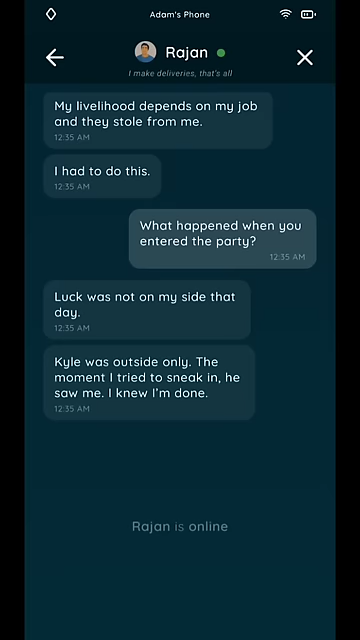 Adam's Phone
Rajan
I make deliveries, that's all
My livelihood depends on my job
and they stole from me.
12:35 AM
I had to do this.
12:35 AM
What happened when you
entered the party?
12:35 AM
Luck was not on my side that
day.
12:35 AM
Kyle was outside only. The
moment I tried to sneak in, he
saw me. I knew I'm done.
12:35 AM
Rajan is online